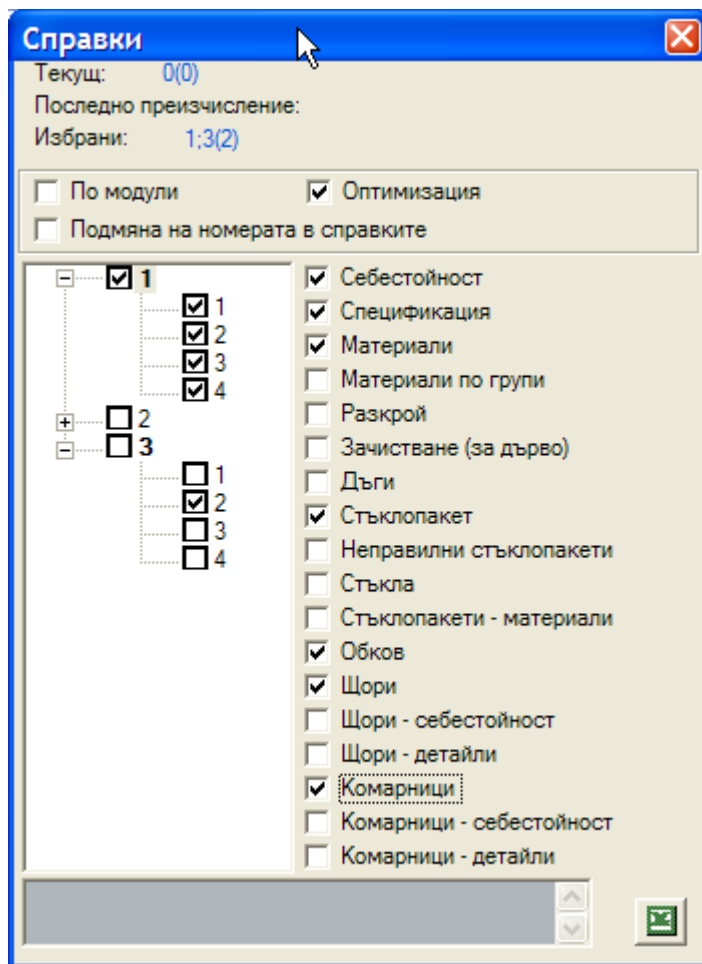 Справки
Текущ: 0(0)
Последно преизчисление:
Избрани: 1;3(2)
По модули Оптимизация
Подмяна на номерата в справките
1 Себестойност
1 Спецификация
2 Материали
3 Материали по групи
4 Разкрой
2
3 Зачистване (за дърво)
1 Дъги
2 Стъклопакет
3 Неправилни стъклопакети
4 Стъкла
Стъклопакети - материали
Обков
Щори
Щори - себестойност
Щори - детайли
Комарници
Комарници - себестойност
Комарници - детайли